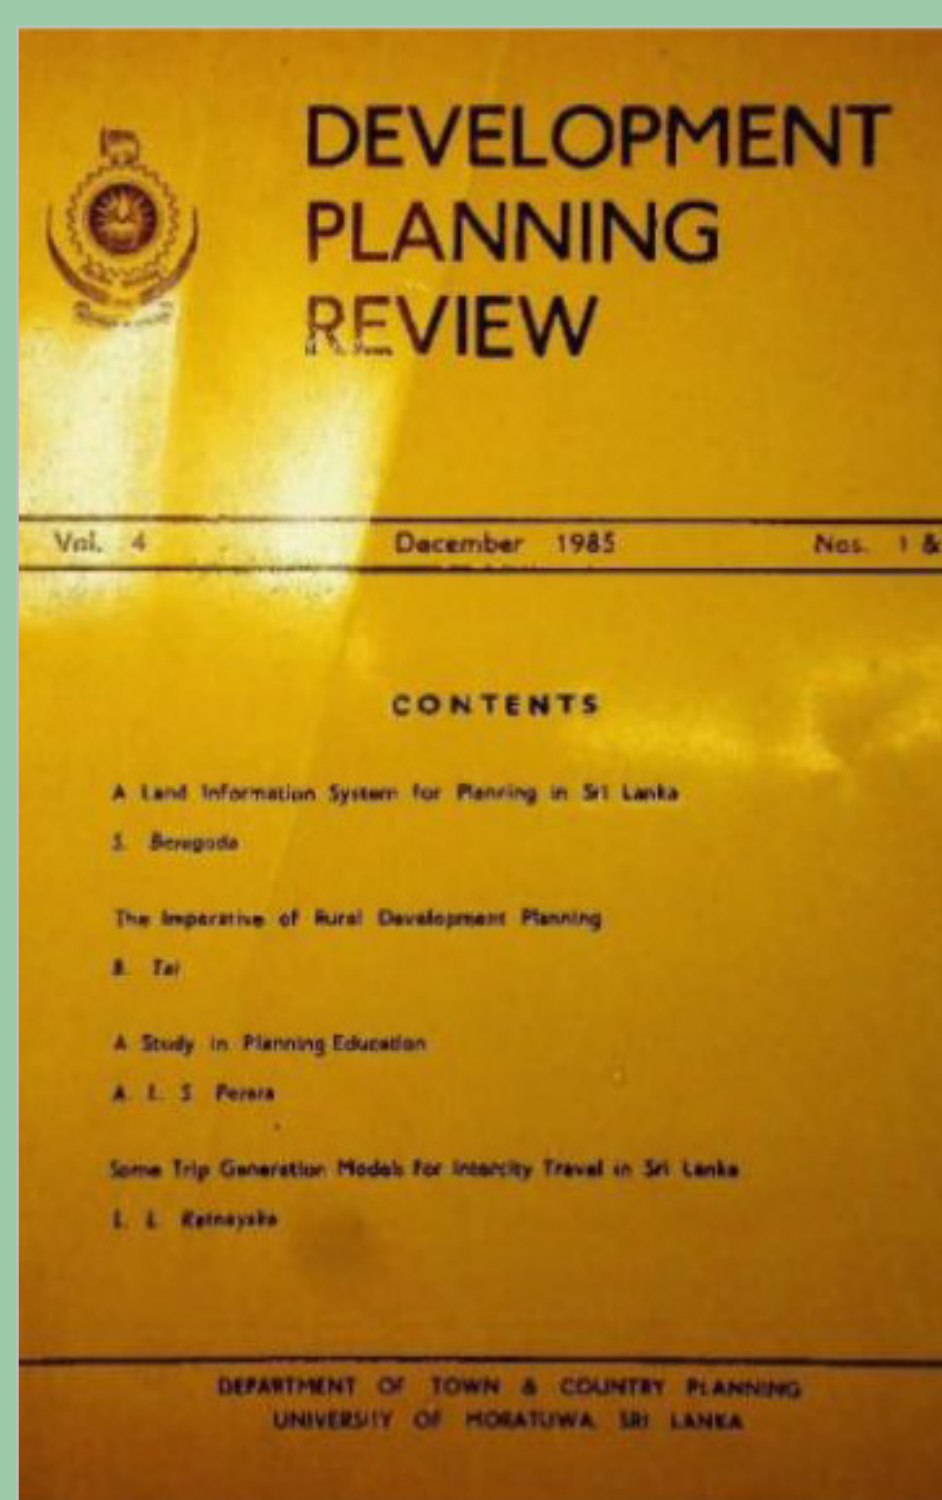 DEVELOPMENT
PLANNING
REVIEW
Vol. 4 December 1985 Nos. 1 &
CONTENTS
A Land Information System for Planning in Sri Lanka
S. Beragoda
The Imperative of Rural Development Planning
B. Tai
A Study in Planning Education
A. L. S. Perera
Some Trip Generation Models for Intercity Travel in Sri Lanka
L. L. Ratnayake
DEPARTMENT OF TOWN & COUNTRY PLANNING
UNIVERSITY OF MORATUWA SRI LANKA